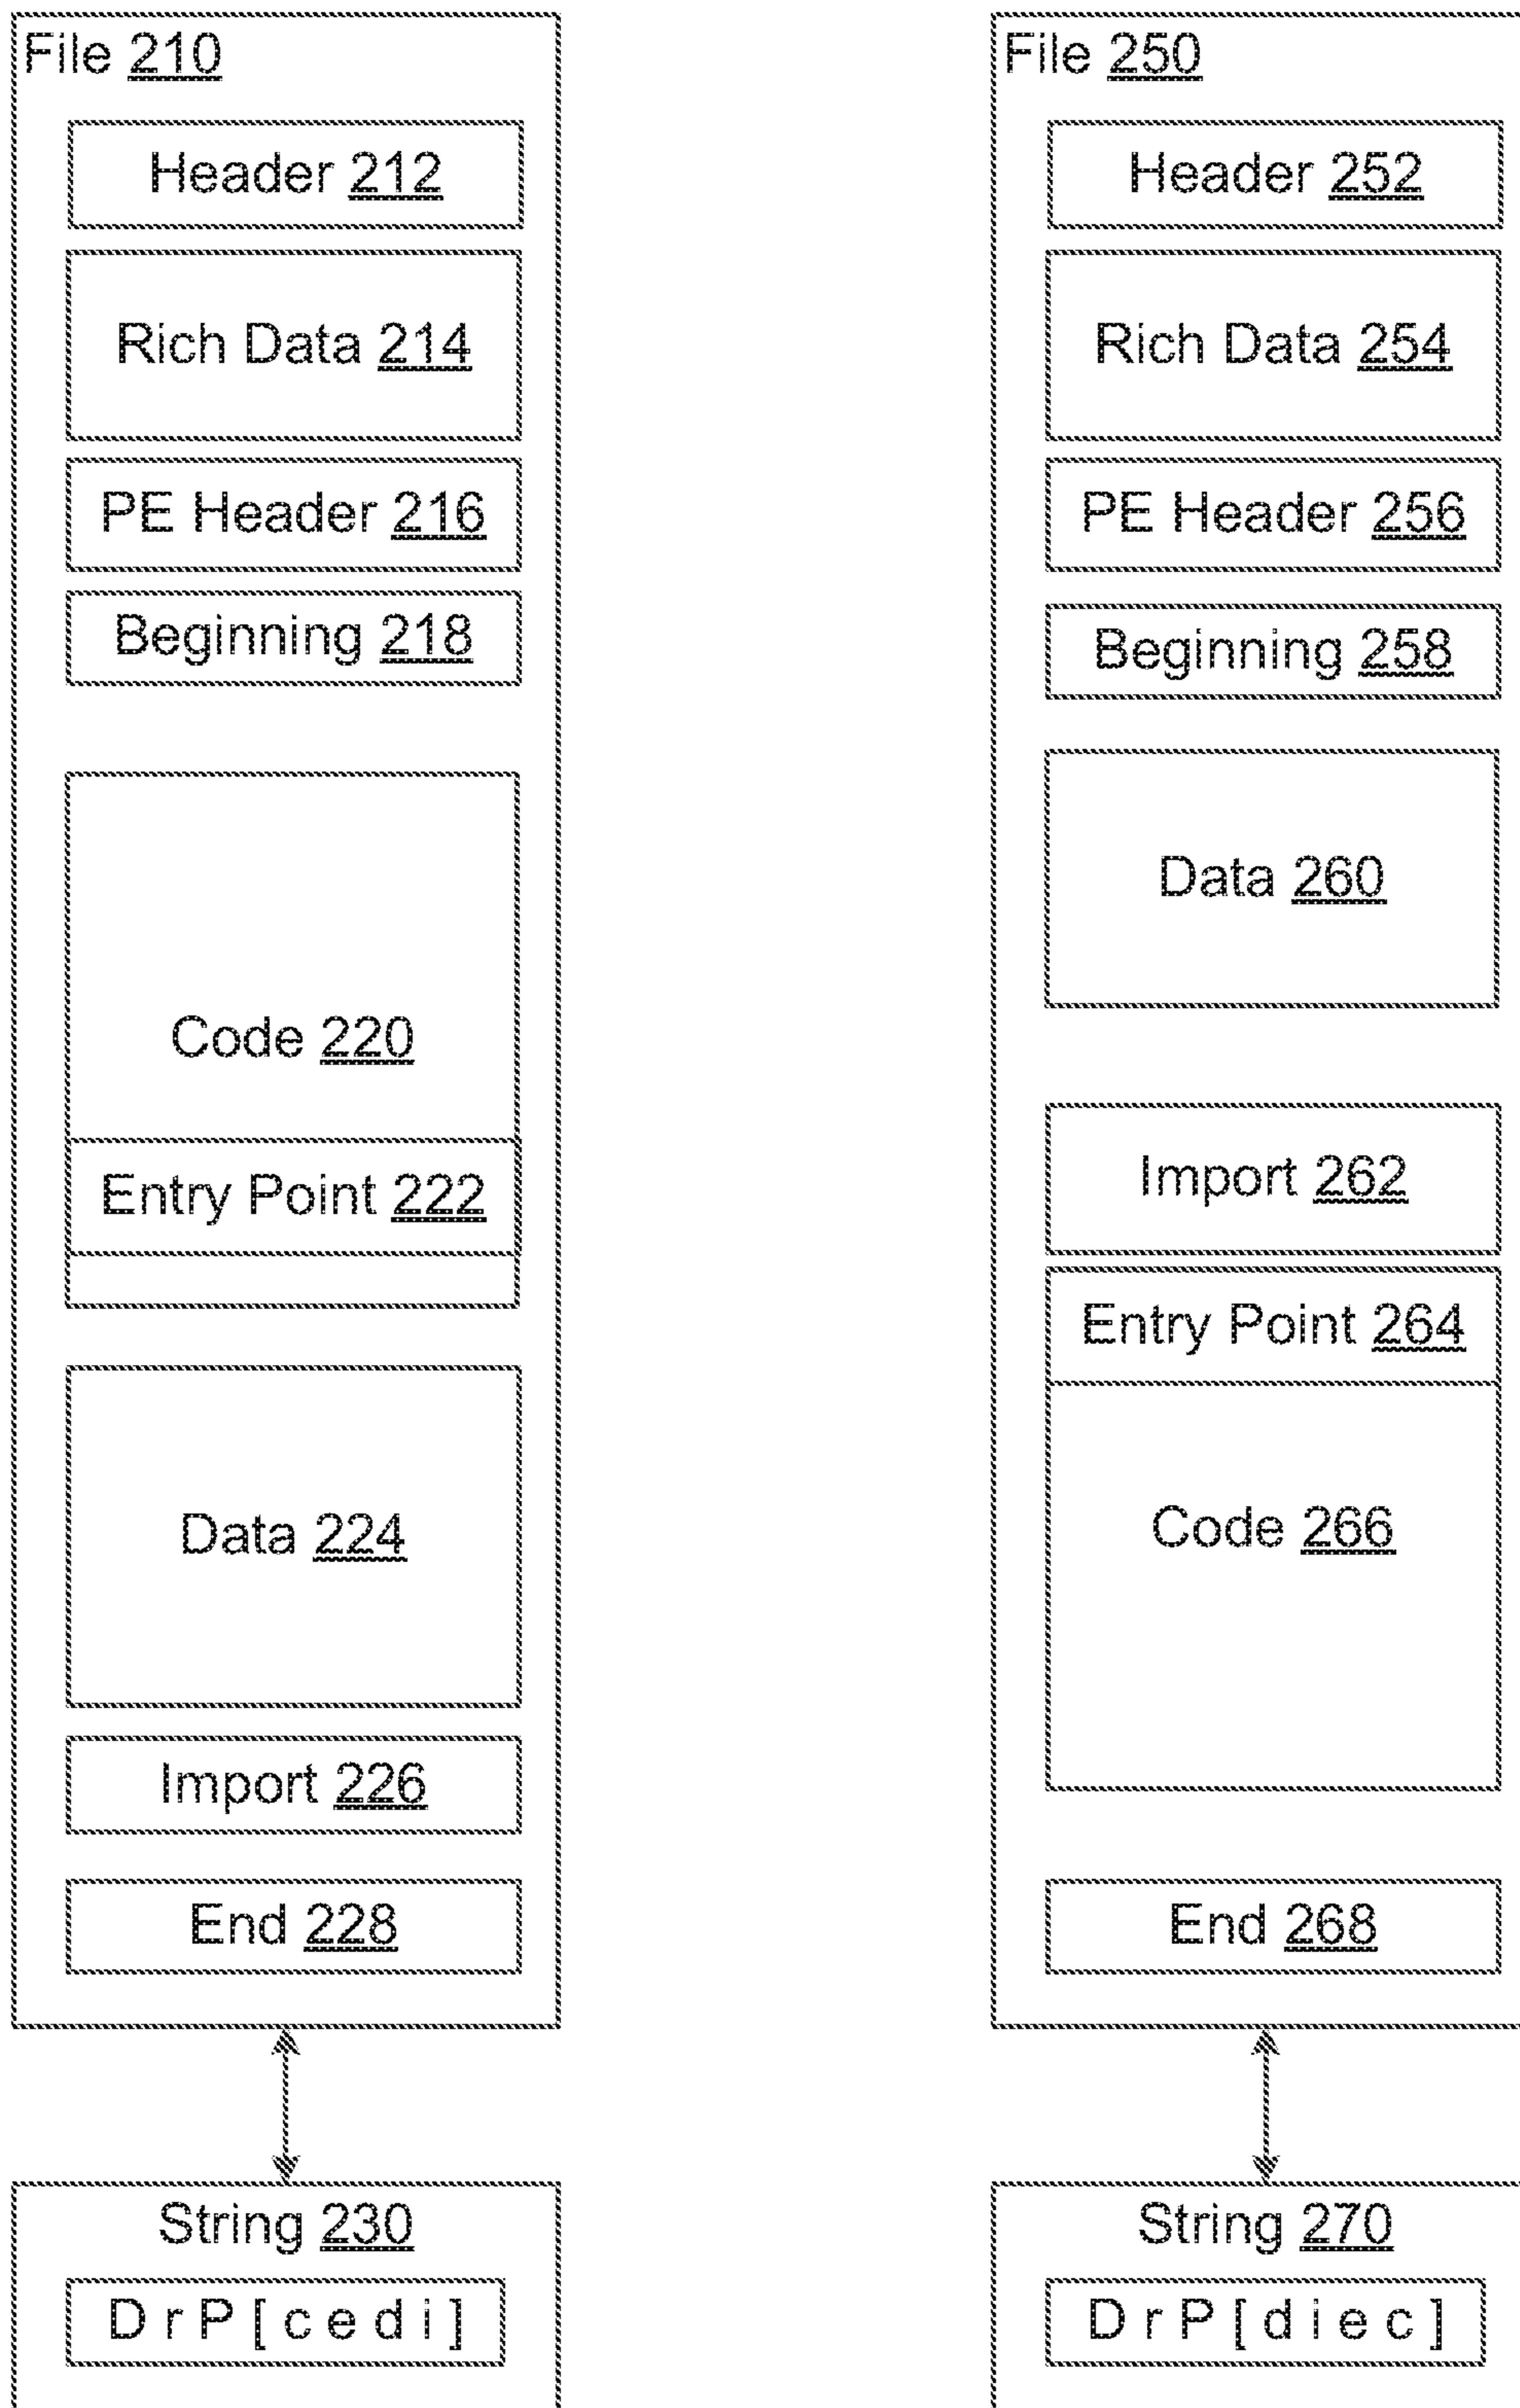 File 210
Header 212
Rich Data 214
PE Header 216
Beginning 218
Code 220
Entry Point 222
Data 224
Import 226
End 228
String 230
D r P [ c e d i ]
File 250
Header 252
Rich Data 254
PE Header 256
Beginning 258
Data 260
Import 262
Entry Point 264
Code 266
End 268
String 270
D r P [ d i e c ]